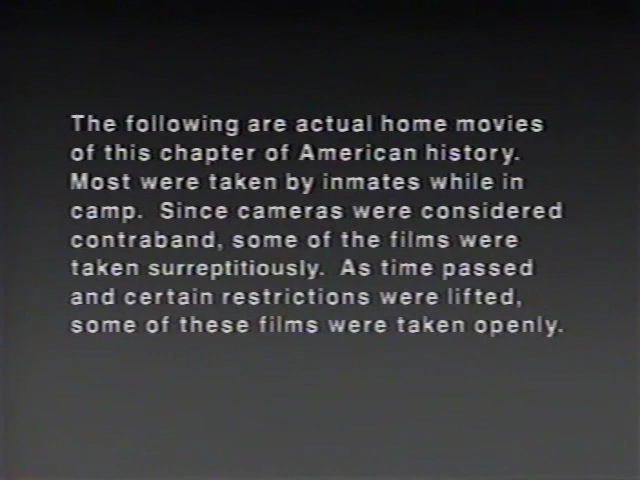 The following are actual home movies
of this chapter of American history.
Most were taken by inmates while in
camp.  Since cameras were considered
contraband, some of the films were
taken surreptitiously.  As time passed
and certain restrictions were lifted,
some of these films were taken openly.